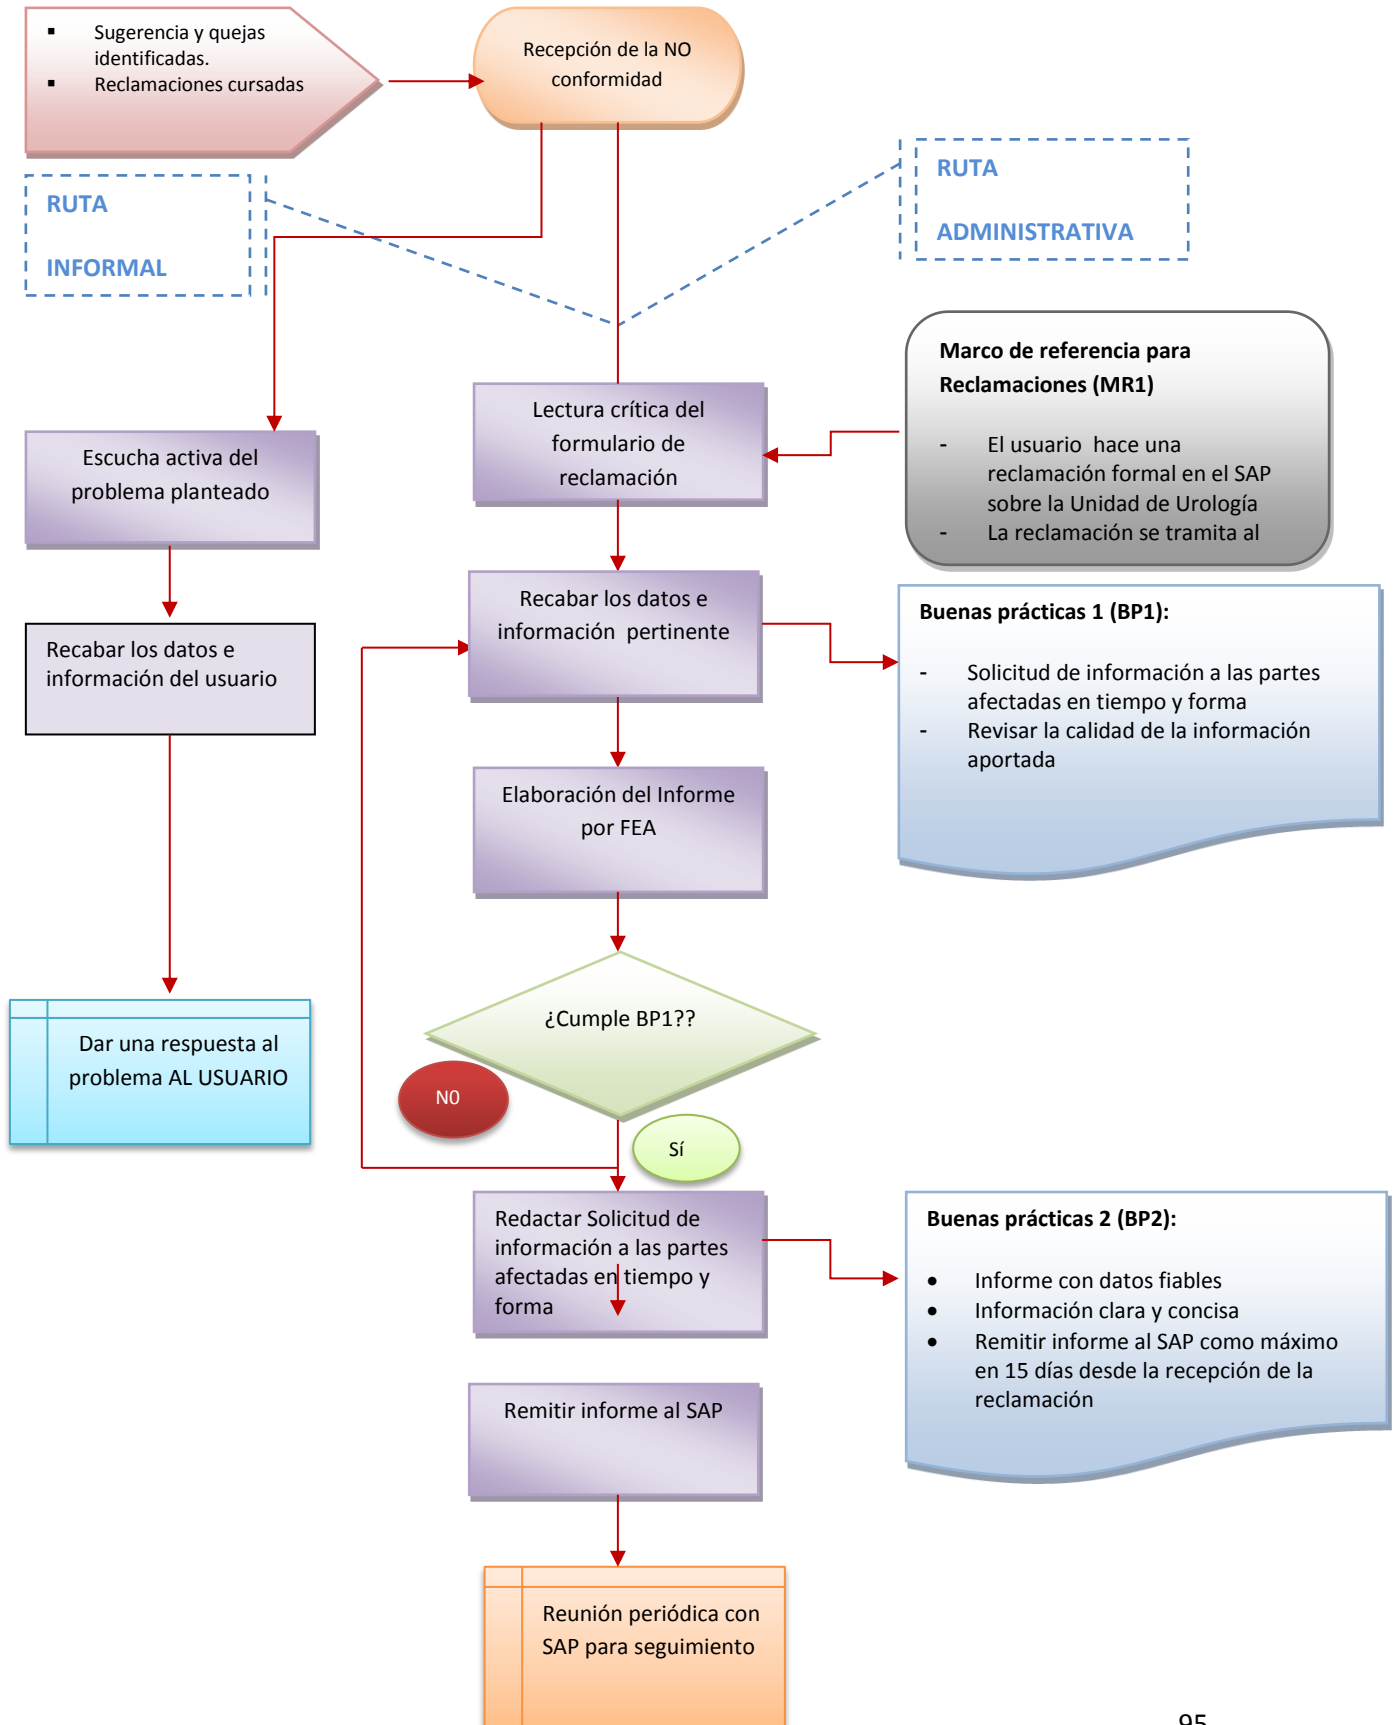 ▪ Sugerencia y quejas
identificadas.
▪ Reclamaciones cursadas
Recepción de la NO
conformidad
RUTA
INFORMAL
RUTA
ADMINISTRATIVA
Marco de referencia para
Reclamaciones (MR1)
- El usuario hace una
reclamación formal en el SAP
sobre la Unidad de Urología
- La reclamación se tramita al
Lectura crítica del
formulario de
reclamación
Escucha activa del
problema planteado
Recabar los datos e
información pertinente
Buenas prácticas 1 (BP1):
- Solicitud de información a las partes
afectadas en tiempo y forma
- Revisar la calidad de la información
aportada
Recabar los datos e
información del usuario
Elaboración del Informe
por FEA
¿Cumple BP1??
Dar una respuesta al
problema AL USUARIO
N0
Sí
Redactar Solicitud de
información a las partes
afectadas en tiempo y
forma
Buenas prácticas 2 (BP2):
• Informe con datos fiables
• Información clara y concisa
• Remitir informe al SAP como máximo
en 15 días desde la recepción de la
reclamación
Remitir informe al SAP
Reunión periódica con
SAP para seguimiento
95